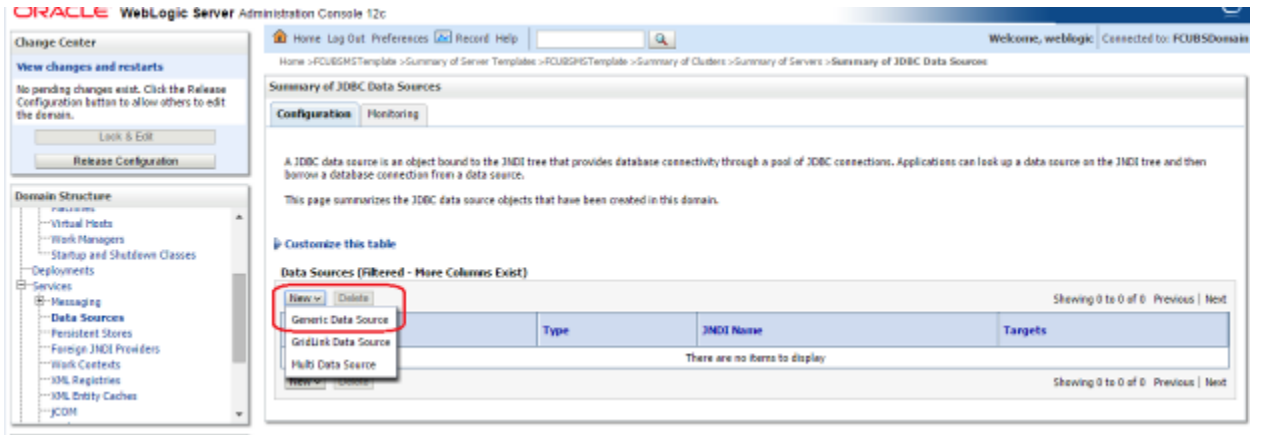 ORACLE WebLogic Server Administration Console 12c
Change Center
View changes and restarts
No pending changes exist. Click the Release
Configuration button to allow others to edit
the domain.
Lock & Edit
Release Configuration
Domain Structure
Machines
Virtual Hosts
Work Managers
Startup and Shutdown Classes
Deployments
Services
Messaging
Data Sources
Persistent Stores
Foreign JNDI Providers
Work Contexts
XML Registries
XML Entity Caches
jCOM
Home Log Out Preferences Record Help
Welcome, weblogic Connected to: FCUBSDomain
Home >FCUBSMSTemplate >Summary of Server Templates >FCUBSMSTemplate >Summary of Clusters >Summary of Servers >Summary of JDBC Data Sources
Summary of JDBC Data Sources
Configuration Monitoring
A JDBC data source is an object bound to the JNDI tree that provides database connectivity through a pool of JDBC connections. Applications can look up a data source on the JNDI tree and then
borrow a database connection from a data source.
This page summarizes the JDBC data source objects that have been created in this domain.
Customize this table
Data Sources (Filtered - More Columns Exist)
New Delete
Showing 0 to 0 of 0 Previous | Next
Generic Data Source
GridLink Data Source
Multi Data Source
Type JNDI Name Targets
There are no items to display
New Delete
Showing 0 to 0 of 0 Previous | Next